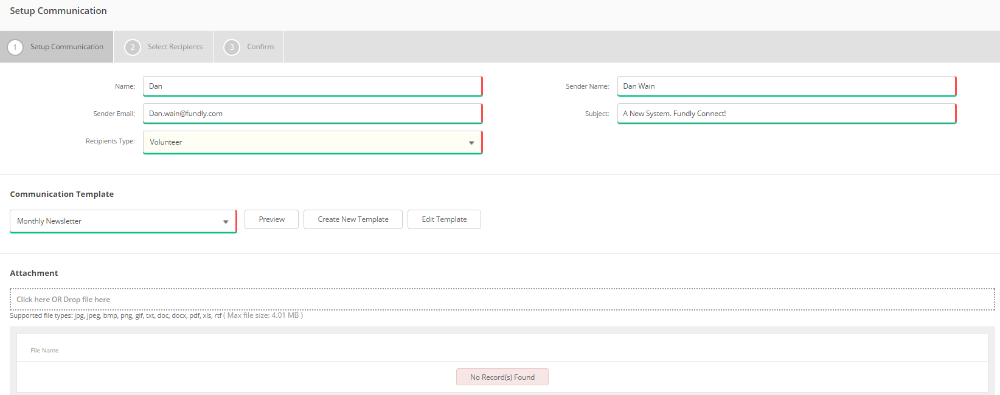 Setup Communication
1 Setup Communication 2 Select Recipients 3 Confirm
Name: Dan Sender Name: Dan Wain
Sender Email: Dan.wain@fundly.com Subject: A New System. Fundly Connect!
Recipients Type: Volunteer
Communication Template
Monthly Newsletter Preview Create New Template Edit Template
Attachment
Click here OR Drop file here
Supported file types: jpg, jpeg, bmp, png, gif, txt, doc, docx, pdf, xls, rtf ( Max file size: 4.01 MB )
File Name
No Record(s) Found